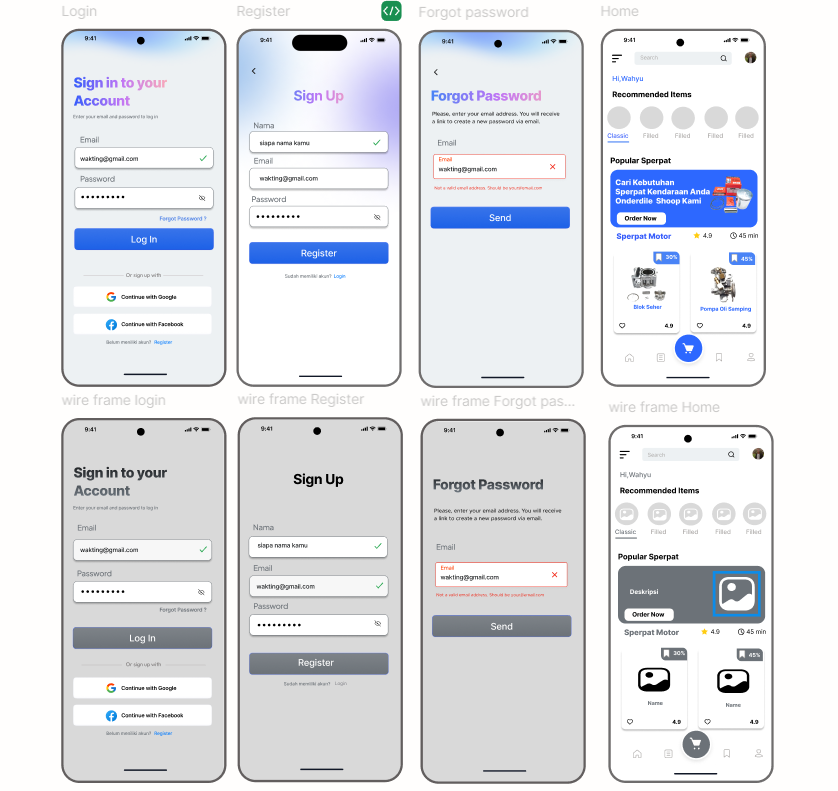 Login
9:41
Sign in to your
Account
Enter your email and password to log in
Email
wakting@gmail.com
Password
Forgot Password ?
Log In
Or sign up with
Continue with Google
Continue with Facebook
Belum memiliki akun? Register
Register
9:41
Sign Up
Nama
siapa nama kamu
Email
wakting@gmail.com
Password
Register
Sudah memiliki akun? Login
Forgot password
9:41
Forgot Password
Please, enter your email address. You will receive
a link to create a new password via email.
Email
Email
wakting@gmail.com
Not a valid email address. Should be your@email.com
Send
Home
9:41
Search
Hi,Wahyu
Recommended Items
Classic
Filled
Filled
Filled
Filled
Popular Sperpat
Cari Kebutuhan
Sperpat Kendaraan Anda
Onderdile Shoop Kami
Order Now
Sperpat Motor
4.9
45 min
30%
Blok Seher
4.9
45%
Pompa Oli Samping
4.9
wire frame login
9:41
Sign in to your
Account
Enter your email and password to log in
Email
wakting@gmail.com
Password
Forgot Password ?
Log In
Or sign up with
Continue with Google
Continue with Facebook
Belum memiliki akun? Register
wire frame Register
9:41
Sign Up
Nama
siapa nama kamu
Email
wakting@gmail.com
Password
Register
Sudah memiliki akun? Login
wire frame Forgot pas...
9:41
Forgot Password
Please, enter your email address. You will receive
a link to create a new password via email.
Email
Email
wakting@gmail.com
Not a valid email address. Should be your@email.com
Send
wire frame Home
9:41
Search
Hi,Wahyu
Recommended Items
Classic
Filled
Filled
Filled
Filled
Popular Sperpat
Deskripsi
Order Now
Sperpat Motor
4.9
45 min
30%
Name
4.9
45%
Name
4.9